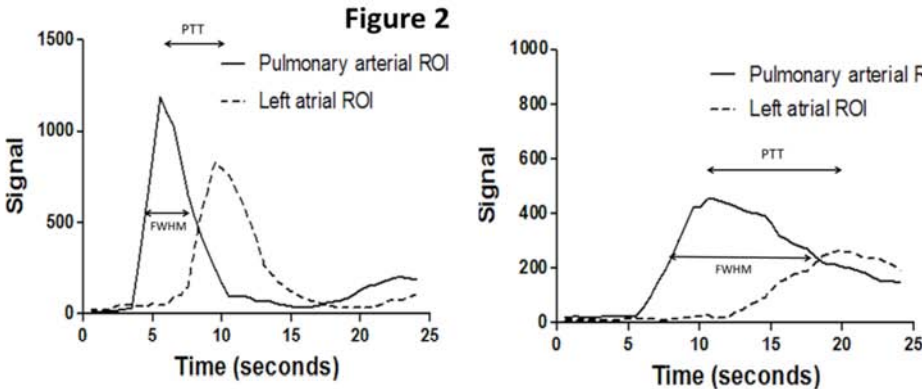 Figure 2
PTT
1500
Pulmonary arterial ROI
Left atrial ROI
1000
Signal
500
FWHM
0
0 5 10 15 20 25
Time (seconds)
1000
Pulmonary arterial R
Left atrial ROI
800
600
PTT
Signal
400
FWHM
200
0
0 5 10 15 20 25
Time (seconds)